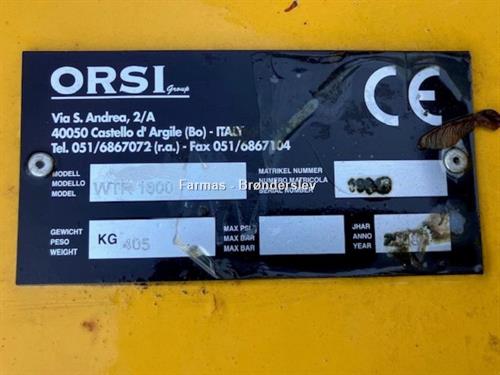 ORSI Group CE
Via S. Andrea, 2/A
40050 Castello d' Argile (Bo) - ITALY
Tel. 051/6867072 (r.a.) - Fax 051/6867104
MODELL
MODELLO
MODEL
WTR 1600
MATRIKEL NUMMER
NUMERO MATRICOLA
SERIAL NUMBER
Farmas - Brønderslev
GEWICHT
PESO
WEIGHT
KG 405
MAX PSI
MAX BAR
MAX BAR
JHAR
ANNO
YEAR